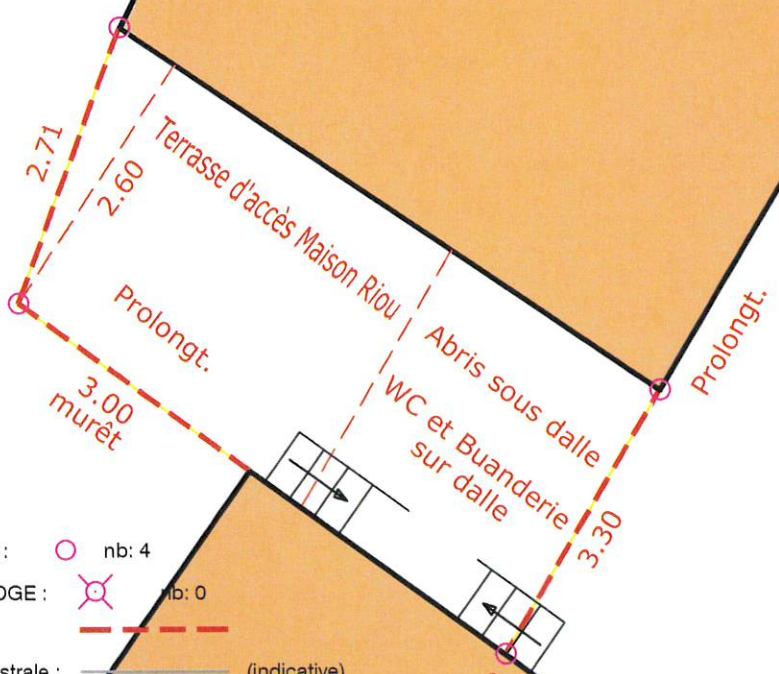 2.71
2.60
Terrasse d'accès Maison Riou
Prolongt.
Prolongt.
3.00
murêt
Abris sous dalle
WC et Buanderie
sur dalle
3.30
: nb: 4
OGE : nb: 0
strale : (indicative)